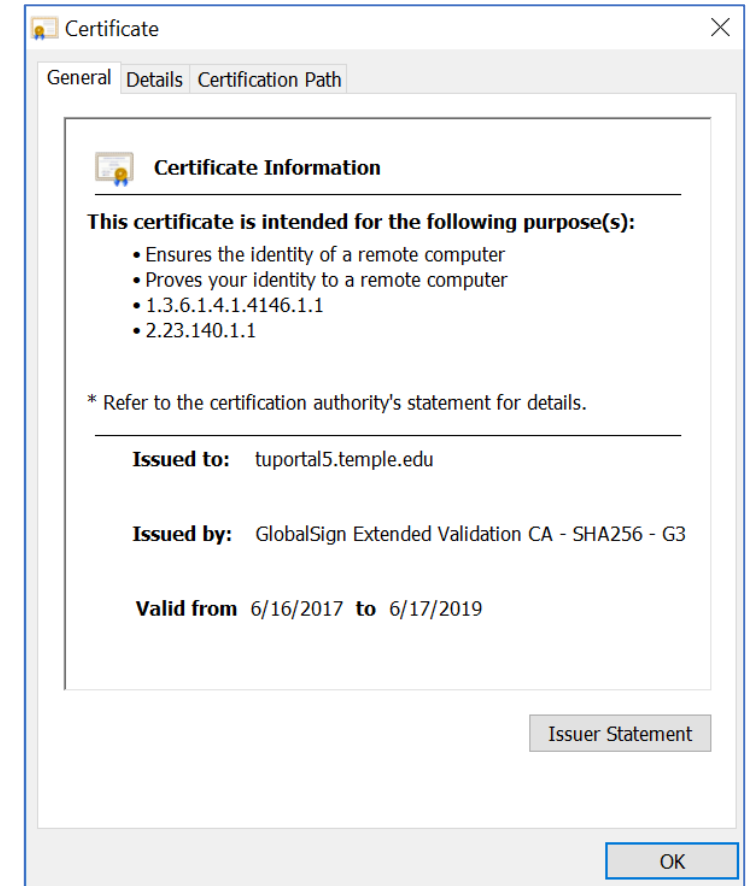 Certificate
General Details Certification Path
Certificate Information
This certificate is intended for the following purpose(s):
• Ensures the identity of a remote computer
• Proves your identity to a remote computer
• 1.3.6.1.4.1.4146.1.1
• 2.23.140.1.1
* Refer to the certification authority's statement for details.
Issued to: tuportal5.temple.edu
Issued by: GlobalSign Extended Validation CA - SHA256 - G3
Valid from 6/16/2017 to 6/17/2019
Issuer Statement
OK